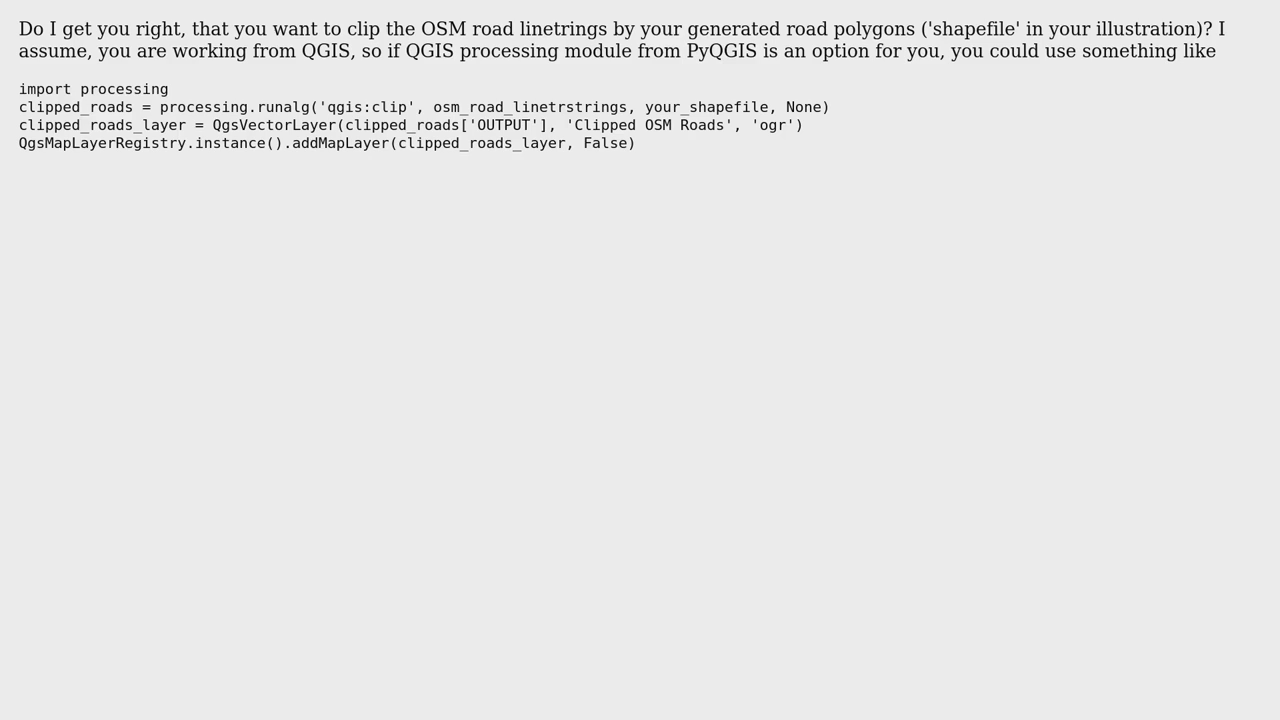 Do I get you right, that you want to clip the OSM road linetrings by your generated road polygons ('shapefile' in your illustration)? I
assume, you are working from QGIS, so if QGIS processing module from PyQGIS is an option for you, you could use something like
import processing
clipped_roads = processing.runalg('qgis:clip', osm_road_linetrstrings, your_shapefile, None)
clipped_roads_layer = QgsVectorLayer(clipped_roads['OUTPUT'], 'Clipped OSM Roads', 'ogr')
QgsMapLayerRegistry.instance().addMapLayer(clipped_roads_layer, False)